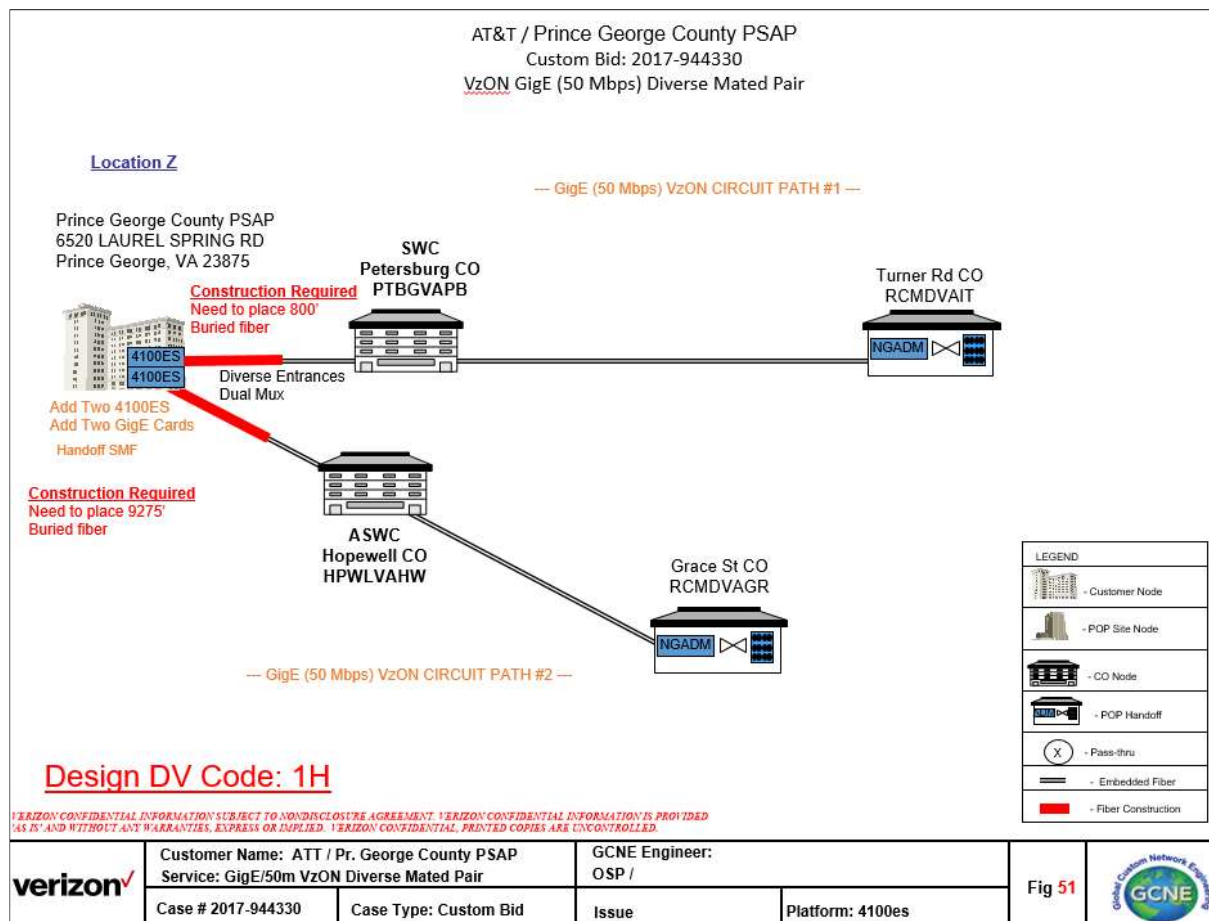 AT&T / Prince George County PSAP
Custom Bid: 2017-944330
VzON GigE (50 Mbps) Diverse Mated Pair
Location Z
--- GigE (50 Mbps) VzON CIRCUIT PATH #1 ---
Prince George County PSAP
6520 LAUREL SPRING RD
Prince George, VA 23875
SWC
Petersburg CO
PTBGVAPB
Turner Rd CO
RCMDVAIT
Construction Required
Need to place 800'
Buried fiber
NGADM
4100ES
4100ES
Diverse Entrances
Dual Mux
Add Two 4100ES
Add Two GigE Cards
Handoff SMF
Construction Required
Need to place 9275'
Buried fiber
ASWC
Hopewell CO
HPWLVAHW
Grace St CO
RCMDVAGR
NGADM
--- GigE (50 Mbps) VzON CIRCUIT PATH #2 ---
LEGEND
- Customer Node
- POP Site Node
- CO Node
- POP Handoff
X
- Pass-thru
- Embedded Fiber
- Fiber Construction
Design DV Code: 1H
VERIZON CONFIDENTIAL INFORMATION SUBJECT TO NONDISCLOSURE AGREEMENT. VERIZON CONFIDENTIAL INFORMATION IS PROVIDED
'AS IS' AND WITHOUT ANY WARRANTIES, EXPRESS OR IMPLIED. VERIZON CONFIDENTIAL, PRINTED COPIES ARE UNCONTROLLED.
verizon
Customer Name: ATT / Pr. George County PSAP
Service: GigE/50m VzON Diverse Mated Pair
GCNE Engineer:
OSP /
Fig 51
Case # 2017-944330
Case Type: Custom Bid
Issue
Platform: 4100es
Global Custom Network Engineering
GCNE